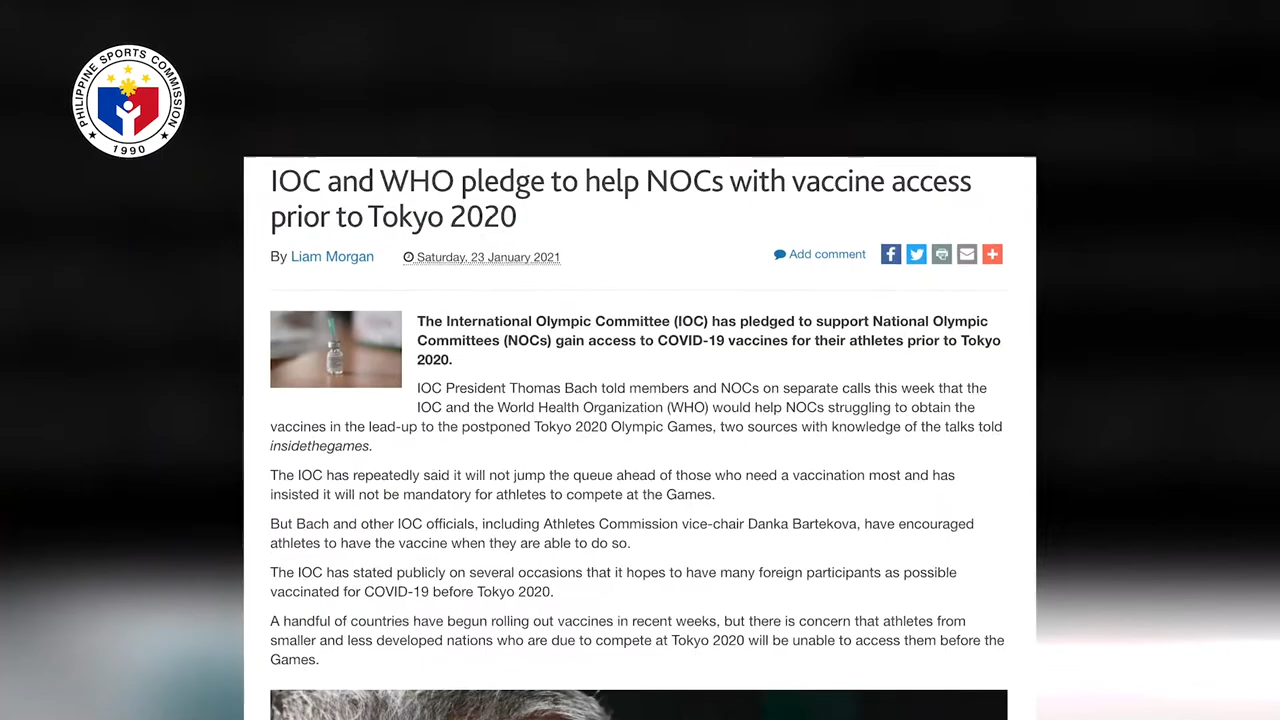 PHILIPPINE SPORTS COMMISSION
1990
IOC and WHO pledge to help NOCs with vaccine access
prior to Tokyo 2020
By Liam Morgan Saturday, 23 January 2021 Add comment
The International Olympic Committee (IOC) has pledged to support National Olympic
Committees (NOCs) gain access to COVID-19 vaccines for their athletes prior to Tokyo
2020.
IOC President Thomas Bach told members and NOCs on separate calls this week that the
IOC and the World Health Organization (WHO) would help NOCs struggling to obtain the
vaccines in the lead-up to the postponed Tokyo 2020 Olympic Games, two sources with knowledge of the talks told
insidethegames.
The IOC has repeatedly said it will not jump the queue ahead of those who need a vaccination most and has
insisted it will not be mandatory for athletes to compete at the Games.
But Bach and other IOC officials, including Athletes Commission vice-chair Danka Bartekova, have encouraged
athletes to have the vaccine when they are able to do so.
The IOC has stated publicly on several occasions that it hopes to have many foreign participants as possible
vaccinated for COVID-19 before Tokyo 2020.
A handful of countries have begun rolling out vaccines in recent weeks, but there is concern that athletes from
smaller and less developed nations who are due to compete at Tokyo 2020 will be unable to access them before the
Games.